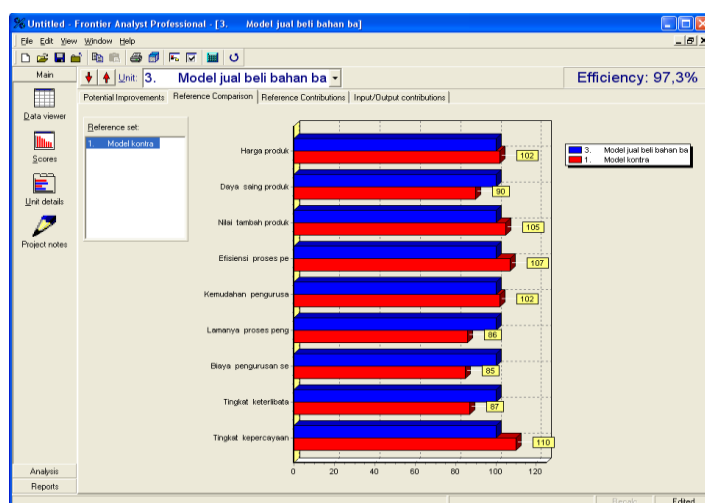 Untitled - Frontier Analyst Professional - [3. Model jual beli bahan ba]
File Edit View Window Help
Main
Unit: 3. Model jual beli bahan ba
Efficiency: 97,3%
Potential Improvements Reference Comparison Reference Contributions Input/Output contributions
Data viewer
Scores
Unit details
Project notes
Reference set:
1. Model kontra
Harga produk 102
Daya saing produk 90
Nilai tambah produk 105
Efisiensi proses pe 107
Kemudahan pengurusa 102
Lamanya proses peng 86
Biaya pengurusan se 85
Tingkat keterlibata 87
Tingkat kepercayaan 110
0 20 40 60 80 100 120
3. Model jual beli bahan ba
1. Model kontra
Analysis
Reports
Recalc Edited